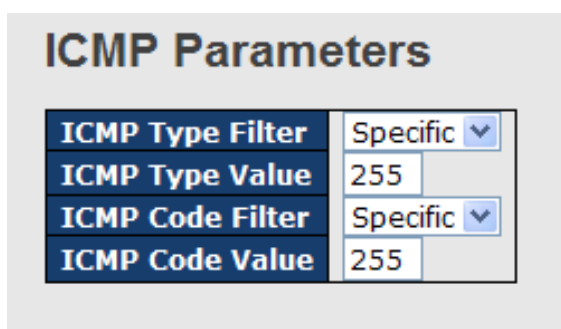 ICMP Parameters
ICMP Type Filter Specific
ICMP Type Value 255
ICMP Code Filter Specific
ICMP Code Value 255